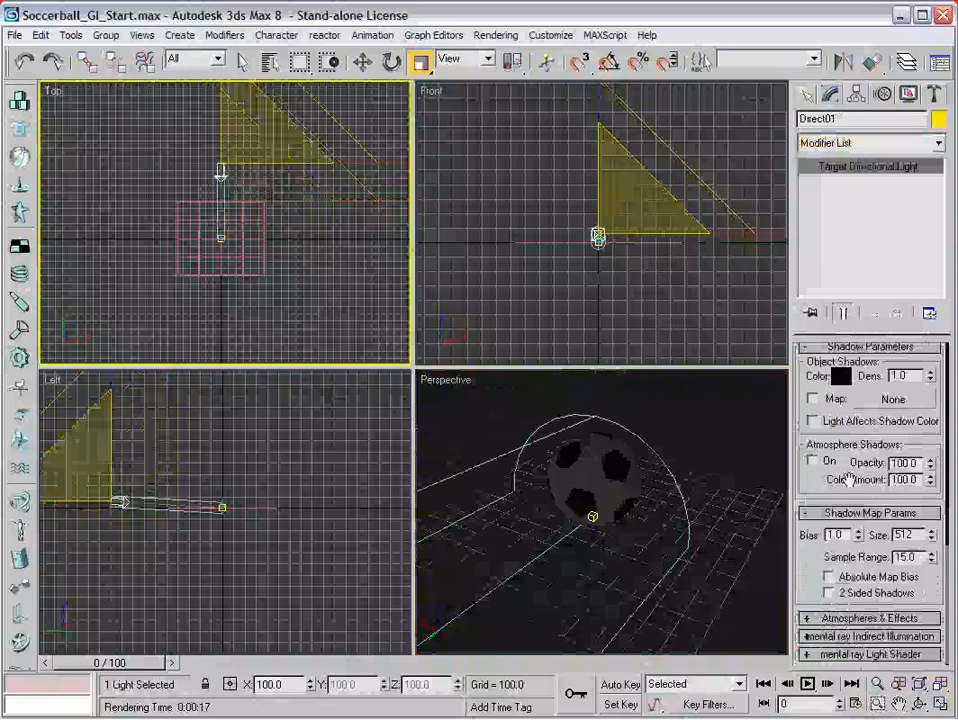 Soccerball_GI_Start.max - Autodesk 3ds Max 8 - Stand-alone License
File Edit Tools Group Views Create Modifiers Character reactor Animation Graph Editors Rendering Customize MAXScript Help
All
View
Top
Front
Left
Perspective
Direct01
Modifier List
Target Directional Light
Shadow Parameters
Object Shadows:
Color: Dens. 1.0
Map: None
Light Affects Shadow Color
Atmosphere Shadows:
On Opacity: 100.0
Amount: 100.0
Shadow Map Params
Bias: 1.0 Size: 512
Sample Range: 15.0
Absolute Map Bias
2 Sided Shadows
+ Atmospheres & Effects
mental ray Indirect Illumination
+ mental ray Light Shader
0 / 100
1 Light Selected X: 100.0 Y: 100.0 Z: 100.0 Grid = 100.0 Auto Key Selected
Rendering Time 0:00:17 Add Time Tag Set Key Key Filters... 0